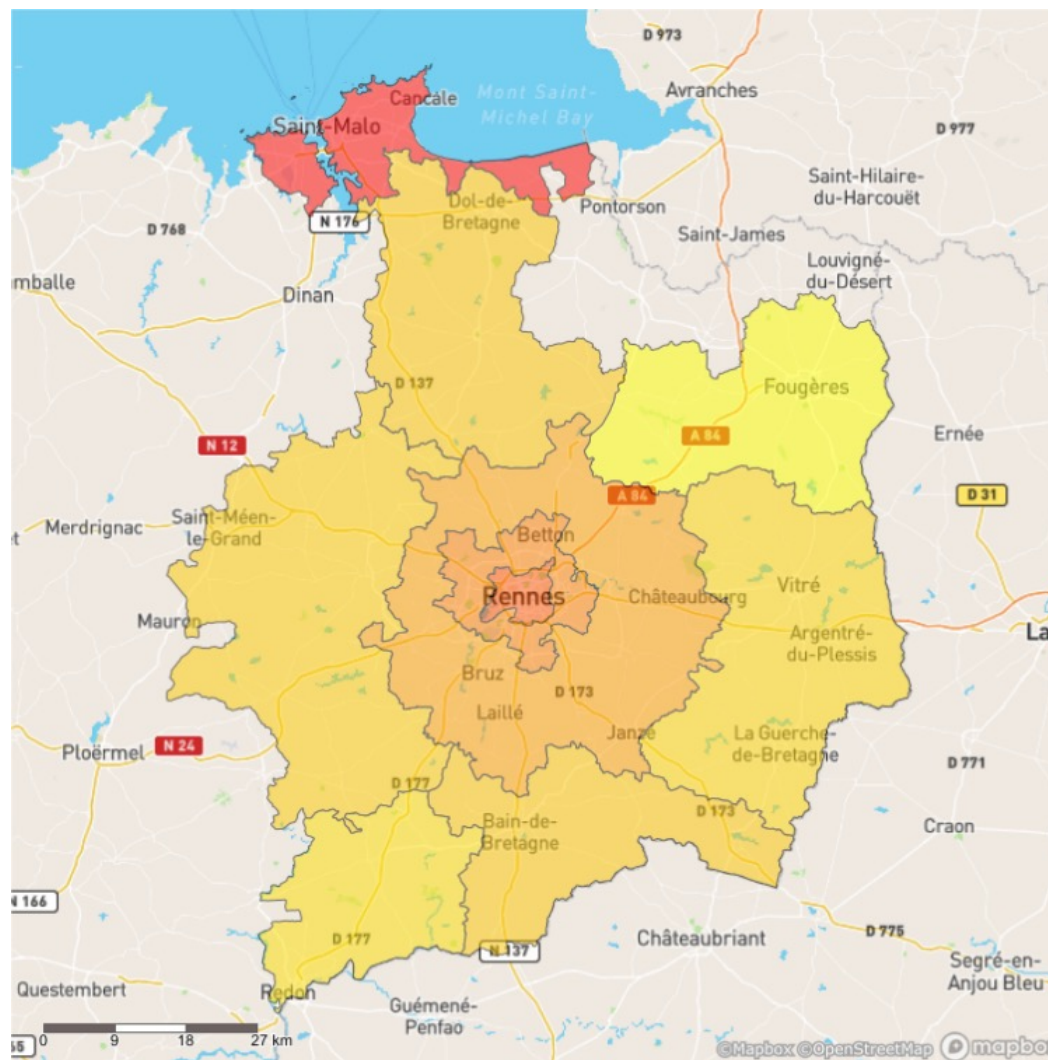 D 973
Avranches
Cancale
Mont Saint-
Michel Bay
Saint-Malo
D 977
Saint-Hilaire-
du-Harcouët
Dol-de-
Bretagne
Pontorson
N 176
D 768
Saint-James
Louvigné-
du-Désert
amballe
Dinan
D 137
Fougères
N 12
A 84
Ernée
A 84
D 31
Saint-Méen-
le-Grand
Merdrignac
et
Betton
Vitré
Rennes
Châteaubourg
Mauron
Argentré-
du-Plessis
La
Bruz
D 173
Laillé
Janzé
La Guerche-
de-Bretagne
Ploërmel
N 24
D 771
D 177
D 173
Bain-de-
Bretagne
Craon
N 166
D 177
N 137
Châteaubriant
D 775
Segré-en-
Anjou Bleu
Questembert
Redon
Guémené-
Penfao
0 9 18 27 km
65
©Mapbox ©OpenStreetMap
mapbo